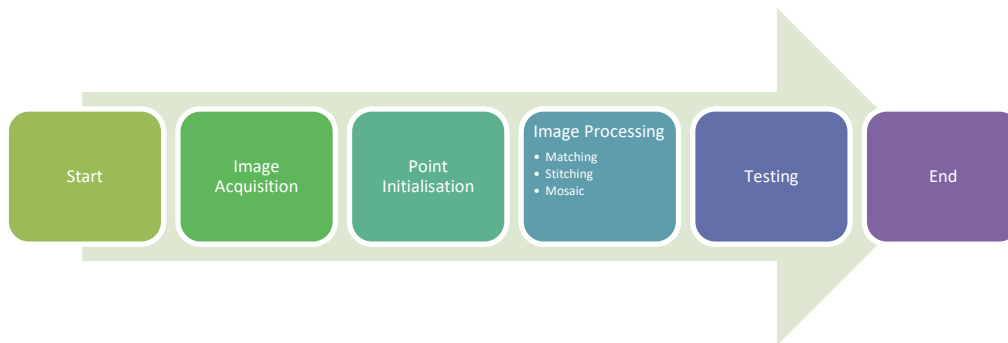 Start
Image
Acquisition
Point
Initialisation
Image Processing
• Matching
• Stitching
• Mosaic
Testing
End